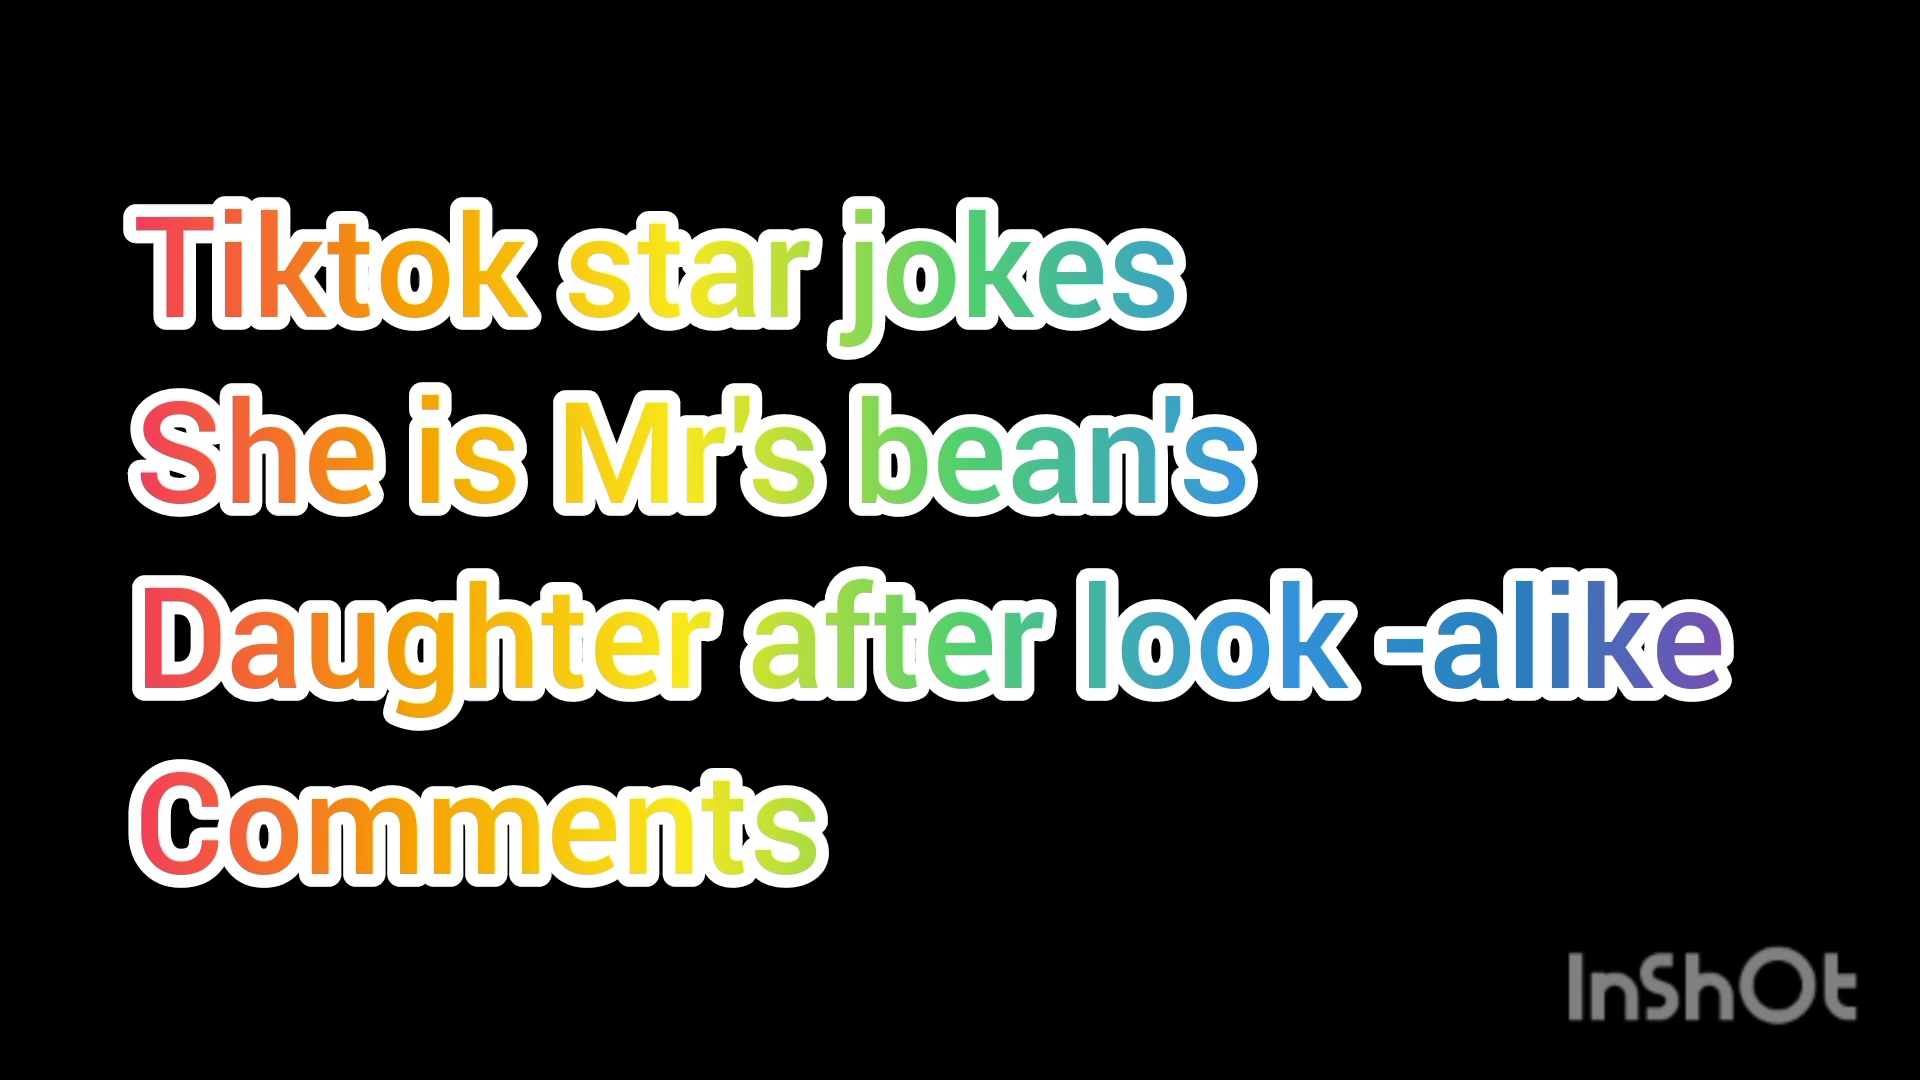 Tiktok star jokes
She is Mr's bean's
Daughter after look -alike
Comments
InShOt